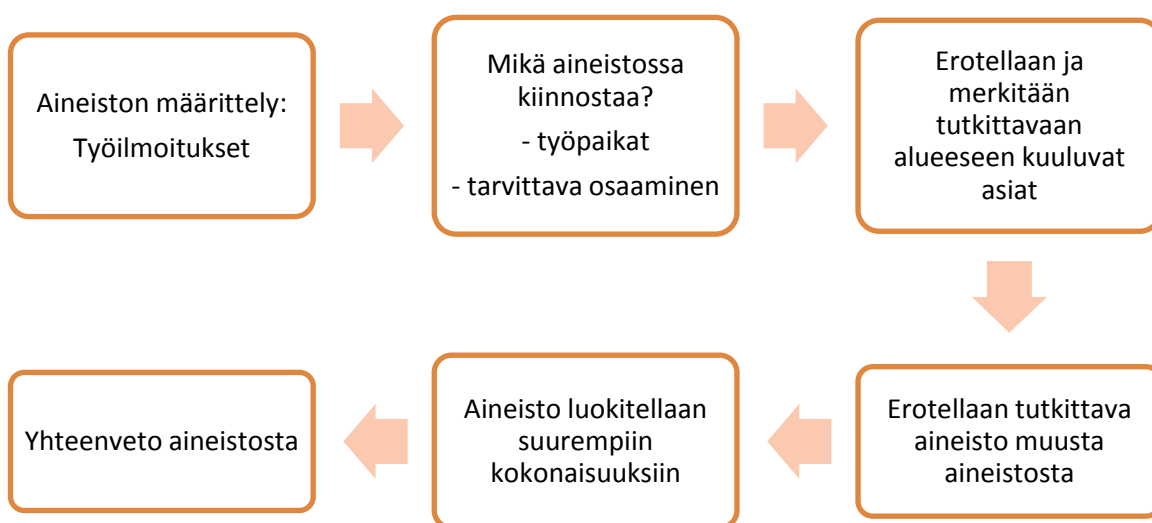 Aineiston määrittely:
Työilmoitukset
Mikä aineistossa
kiinnostaa?
- työpaikat
- tarvittava osaaminen
Erotellaan ja
merkitään
tutkittavaan
alueeseen kuuluvat
asiat
Erotellaan tutkittava
aineisto muusta
aineistosta
Aineisto luokitellaan
suurempiin
kokonaisuuksiin
Yhteenveto aineistosta